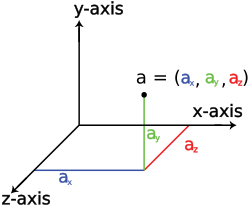 y-axis
a = (ax, ay, az)
x-axis
ay
az
z-axis
ax